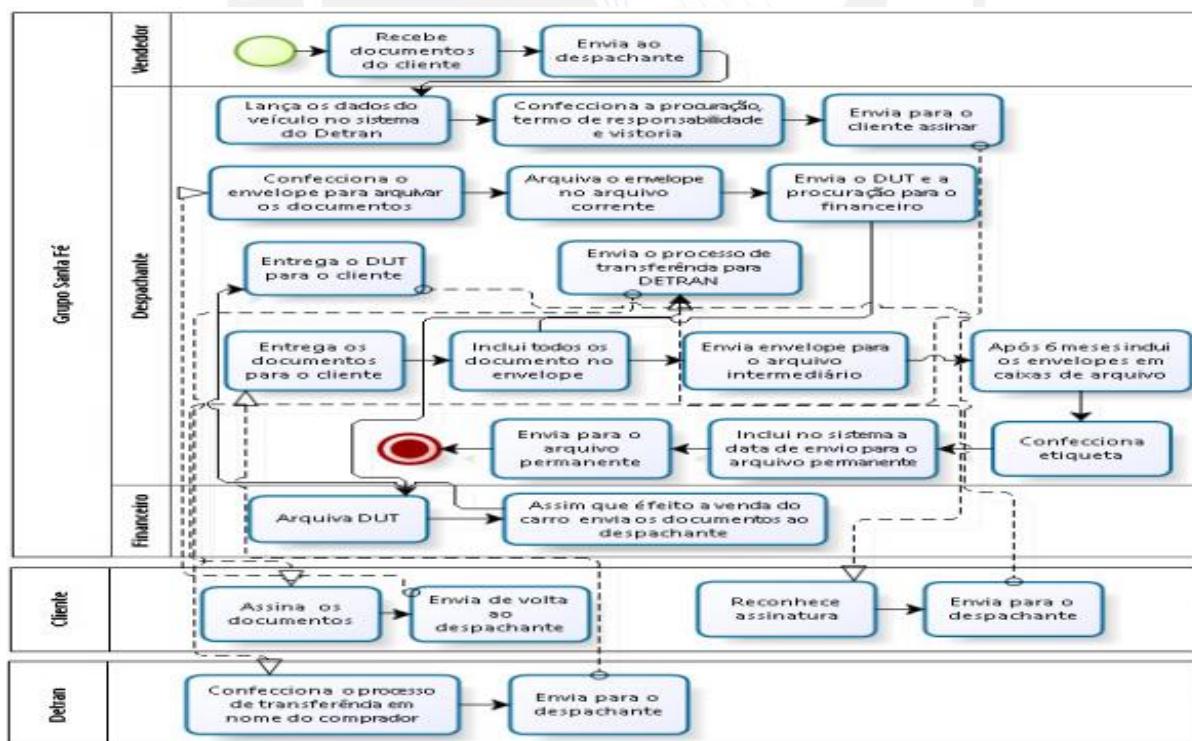 Grupo Santa Fé
Vendedor
Recebe
documentos
do cliente
Envia ao
despachante
Despachante
Lança os dados do
veículo no sistema
do Detran
Confecciona a procuração,
termo de responsabilidade
e vistoria
Envia para o
cliente assinar
Confecciona o
envelope para arquivar
os documentos
Arquiva o envelope
no arquivo
corrente
Envia o DUT e a
procuração para o
financeiro
Entrega o DUT
para o cliente
Envia o processo de
transferência para
DETRAN
Entrega os
documentos
para o cliente
Inclui todos os
documento no
envelope
Envia envelope para
o arquivo
intermediário
Após 6 meses indui
os envelopes em
caixas de arquivo
Envia para o
arquivo
permanente
Inclui no sistema a
data de envio para o
arquivo permanente
Confecciona
etiqueta
Financeiro
Arquiva DUT
Assim que éfeito a venda do
carro envia os documentos ao
despachante
Cliente
Assina os
documentos
Envia de volta
ao
despachante
Reconhece
assinatura
Envia para o
despachante
Detran
Confecciona o processo
de transferência em
nome do comprador
Envia para o
despachante